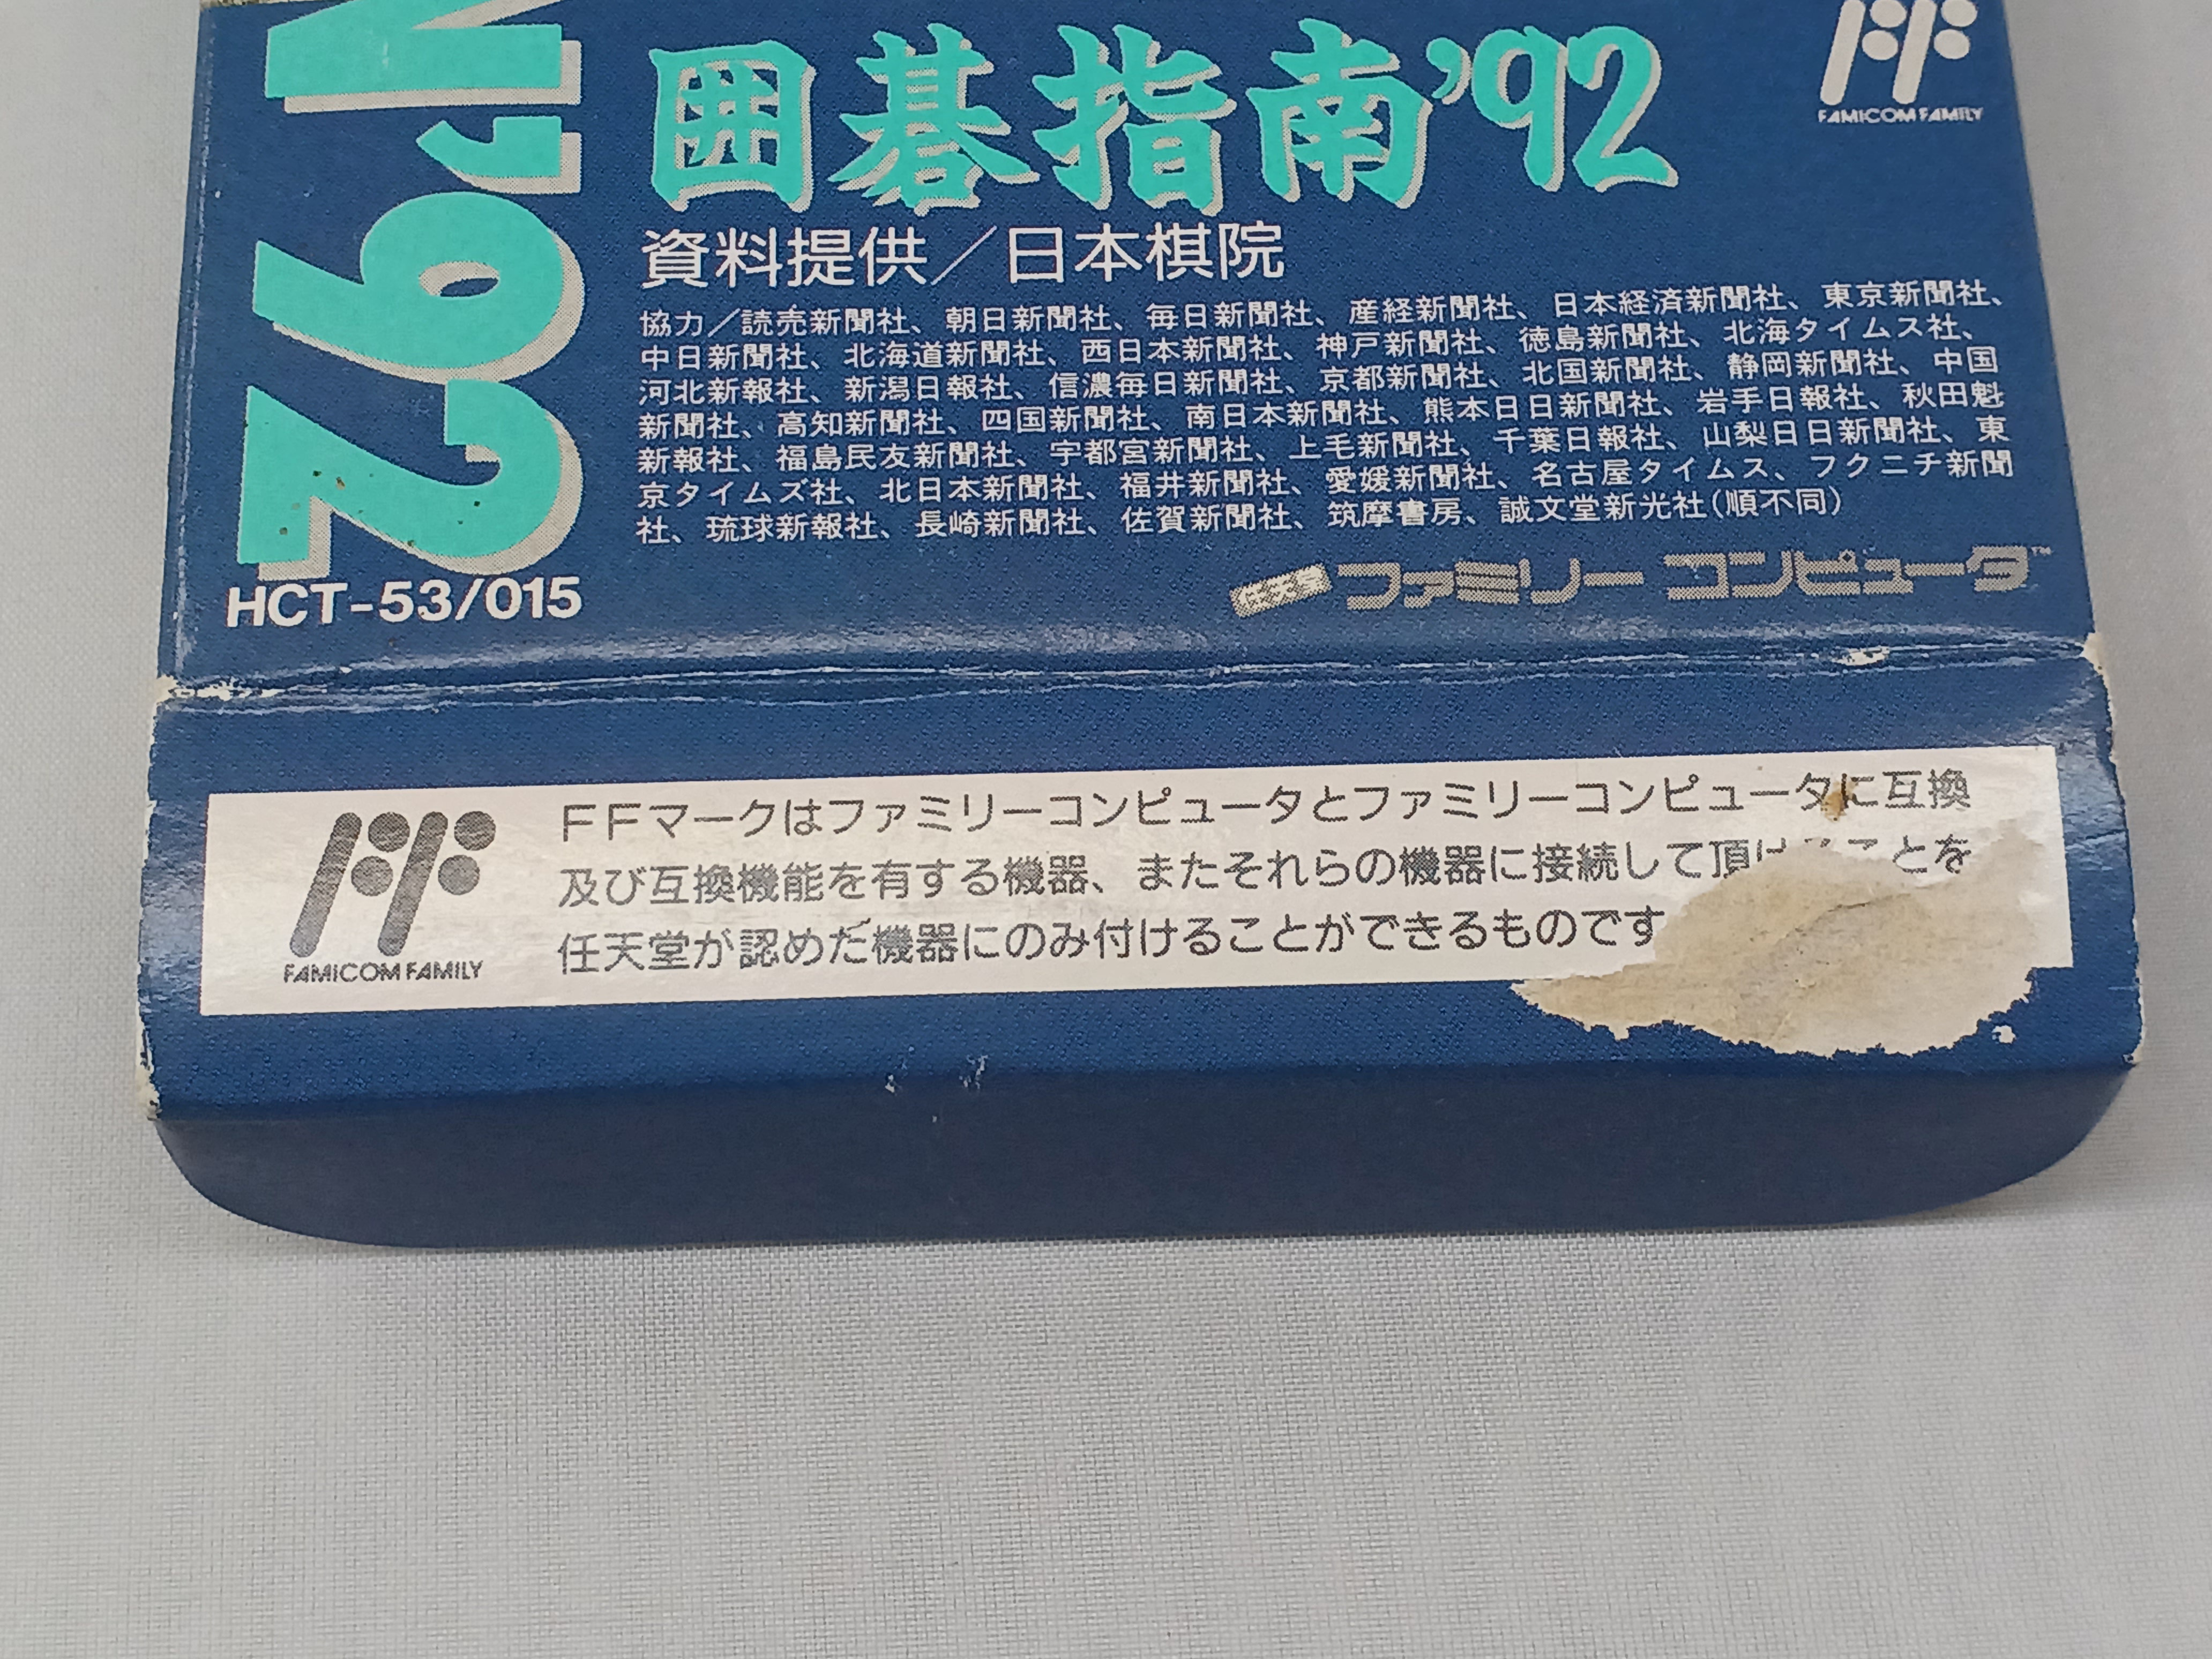 囲碁指南'92
FAMICOM FAMILY
資料提供／日本棋院
協力／読売新聞社、朝日新聞社、毎日新聞社、産経新聞社、日本経済新聞社、東京新聞社、
中日新聞社、北海道新聞社、西日本新聞社、神戸新聞社、徳島新聞社、北海タイムス社、
河北新報社、新潟日報社、信濃毎日新聞社、京都新聞社、北国新聞社、静岡新聞社、中国
新聞社、高知新聞社、四国新聞社、南日本新聞社、熊本日日新聞社、岩手日報社、秋田魁
新報社、福島民友新聞社、宇都宮新聞社、上毛新聞社、千葉日報社、山梨日日新聞社、東
京タイムズ社、北日本新聞社、福井新聞社、愛媛新聞社、名古屋タイムス、フクニチ新聞
社、琉球新報社、長崎新聞社、佐賀新聞社、筑摩書房、誠文堂新光社(順不同)
'92
HCT-53/015
任天堂 ファミリー コンピュータ™
FFマークはファミリーコンピュータとファミリーコンピュータに互換
及び互換機能を有する機器、またそれらの機器に接続して頂けることを
任天堂が認めた機器にのみ付けることができるものです
FAMICOM FAMILY